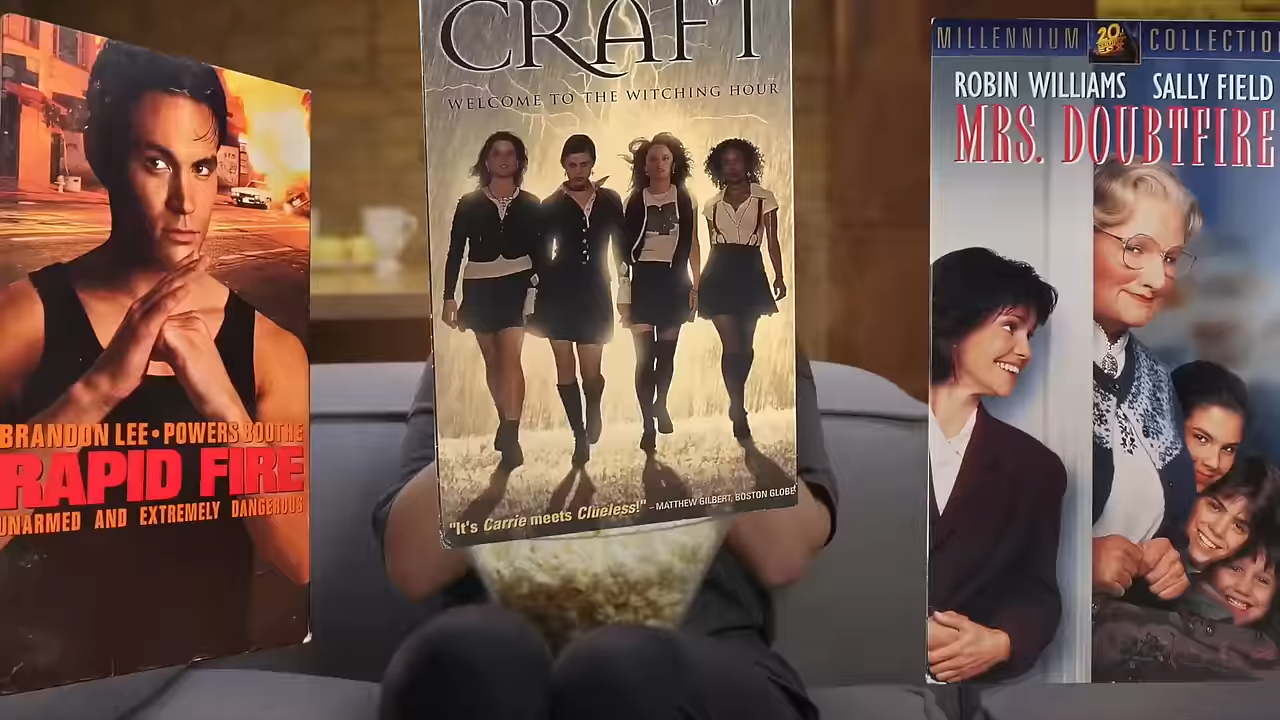 BRANDON LEE • POWERS BOOTHE
RAPID FIRE
UNARMED AND EXTREMELY DANGEROUS
CRAFT
WELCOME TO THE WITCHING HOUR
"It's Carrie meets Clueless!" – MATTHEW GILBERT, BOSTON GLOBE
MILLENNIUM 20 COLLECTION
ROBIN WILLIAMS SALLY FIELD
MRS. DOUBTFIRE